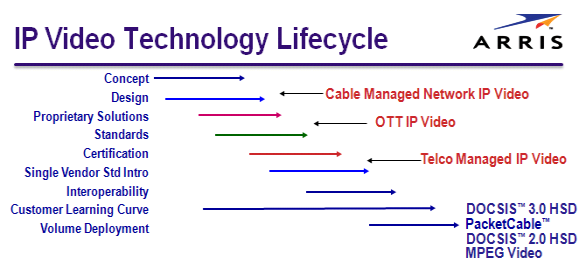 IP Video Technology Lifecycle
ARRIS
Concept
Design
Cable Managed Network IP Video
Proprietary Solutions
OTT IP Video
Standards
Certification
Telco Managed IP Video
Single Vendor Std Intro
Interoperability
Customer Learning Curve
DOCSIS™ 3.0 HSD
Volume Deployment
PacketCable™
DOCSIS™ 2.0 HSD
MPEG Video